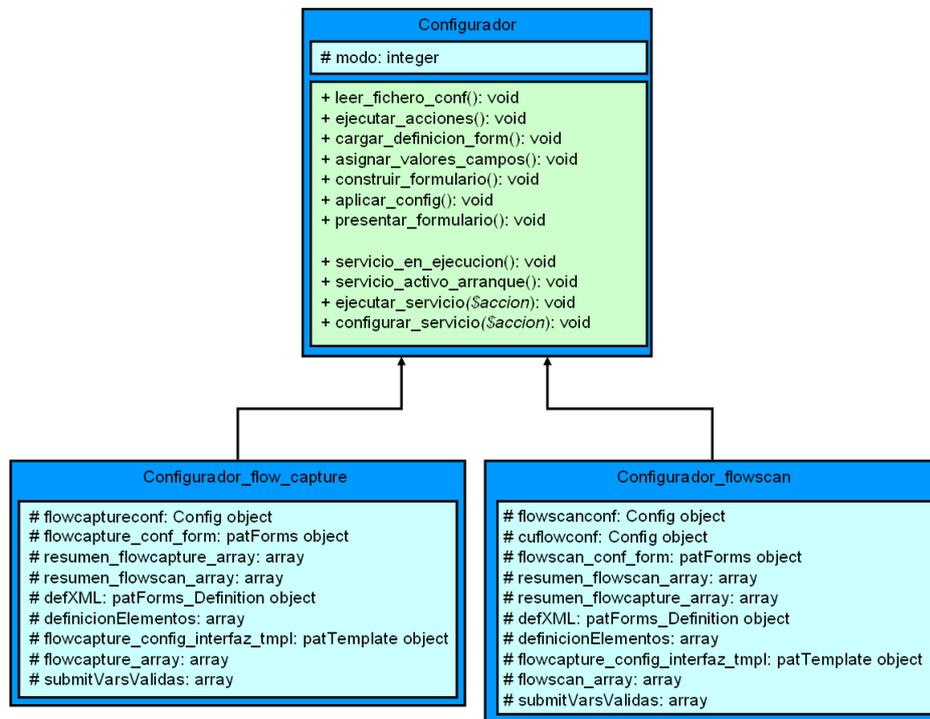 Configurador
# modo: integer
+ leer_fichero_conf(): void
+ ejecutar_acciones(): void
+ cargar_definicion_form(): void
+ asignar_valores_campos(): void
+ construir_formulario(): void
+ aplicar_config(): void
+ presentar_formulario(): void
+ servicio_en_ejecucion(): void
+ servicio_activo_arranque(): void
+ ejecutar_servicio($accion): void
+ configurar_servicio($accion): void
Configurador_flow_capture
# flowcaptureconf: Config object
# flowcapture_conf_form: patForms object
# resumen_flowcapture_array: array
# resumen_flowscan_array: array
# defXML: patForms_Definition object
# definicionElementos: array
# flowcapture_config_interfaz_tmpl: patTemplate object
# flowcapture_array: array
# submitVarsValidas: array
Configurador_flowscan
# flowscanconf: Config object
# cuflowconf: Config object
# flowscan_conf_form: patForms object
# resumen_flowscan_array: array
# resumen_flowcapture_array: array
# defXML: patForms_Definition object
# definicionElementos: array
# flowcapture_config_interfaz_tmpl: patTemplate object
# flowscan_array: array
# submitVarsValidas: array